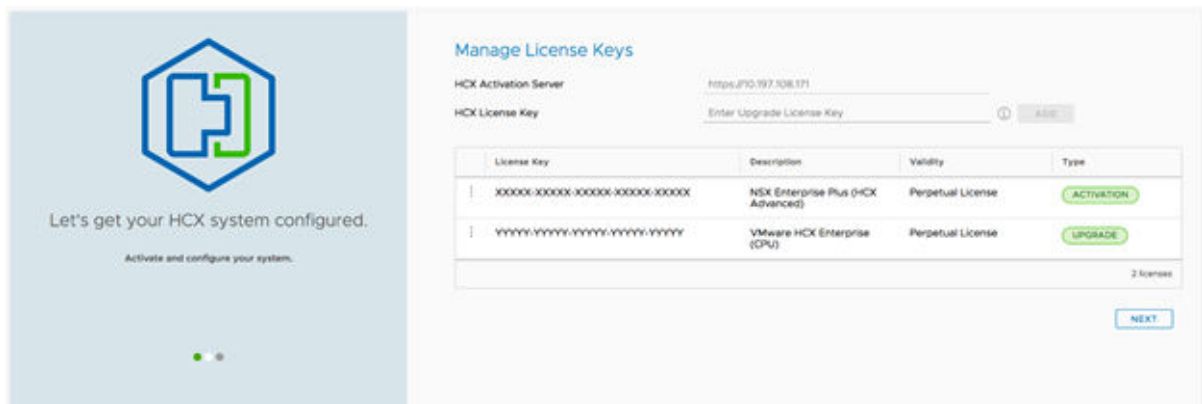 Let's get your HCX system configured.
Activate and configure your system.
Manage License Keys
HCX Activation Server https://10.197.108.171
HCX License Key Enter Upgrade License Key ADD
License Key Description Validity Type
XXXXX-XXXXX-XXXXX-XXXXX-XXXXX NSX Enterprise Plus (HCX Perpetual License ACTIVATION
Advanced)
YYYYY-YYYYY-YYYYY-YYYYY-YYYYY VMware HCX Enterprise Perpetual License UPGRADE
(CPU)
2 licenses
NEXT